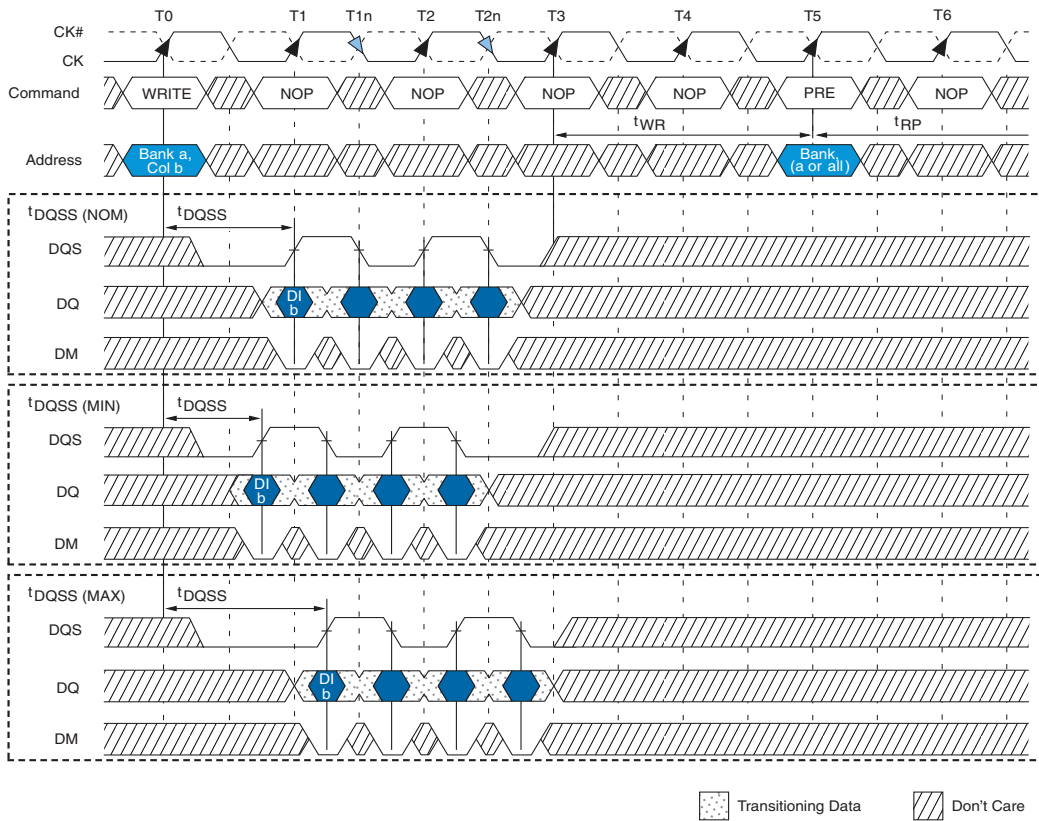 T0 T1 T1n T2 T2n T3 T4 T5 T6
CK#
CK
Command WRITE NOP NOP NOP NOP PRE NOP
tWR tRP
Address Bank a, Col b Bank, (a or all)
tDQSS (NOM) tDQSS
DQS
DQ DI b
DM
tDQSS (MIN) tDQSS
DQS
DQ DI b
DM
tDQSS (MAX) tDQSS
DQS
DQ DI b
DM
Transitioning Data Don't Care